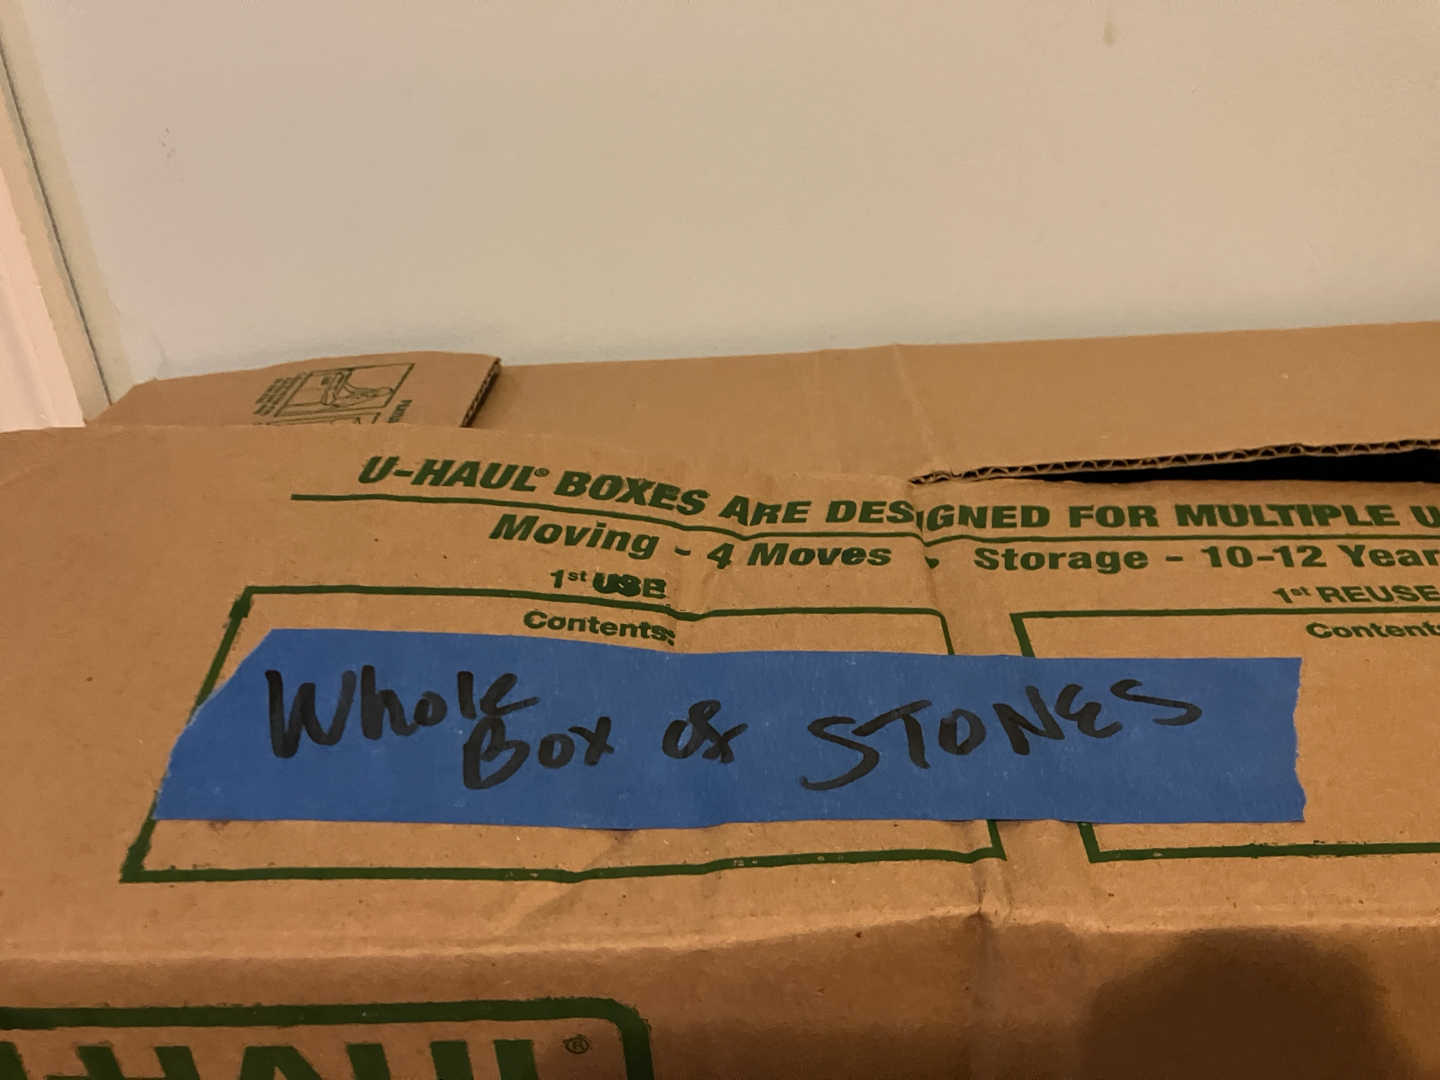 U-HAUL® BOXES ARE DESIGNED FOR MULTIPLE U
Moving - 4 Moves • Storage - 10-12 Year
1st USE
1st REUSE
Contents:
Content
Whole
Box of STONES
U-HAUL®